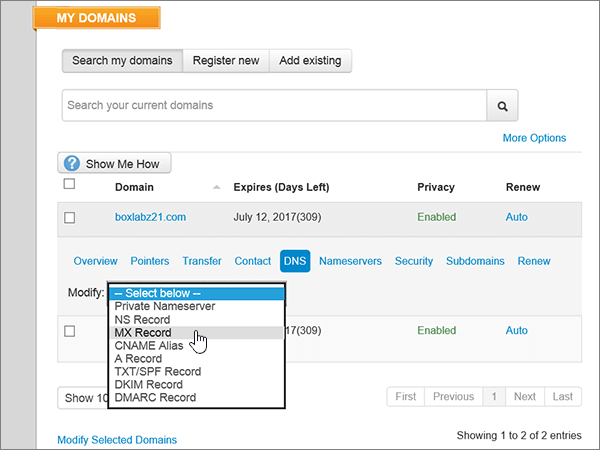 MY DOMAINS
Search my domains Register new Add existing
Search your current domains
More Options
? Show Me How
Domain Expires (Days Left) Privacy Renew
boxlabz21.com July 12, 2017(309) Enabled Auto
Overview Pointers Transfer Contact DNS Nameservers Security Subdomains Renew
Modify: -- Select below --
Private Nameserver
NS Record
MX Record
17(309) Enabled Auto
CNAME Alias
A Record
TXT/SPF Record
DKIM Record
DMARC Record
Show 10
First Previous 1 Next Last
Modify Selected Domains
Showing 1 to 2 of 2 entries